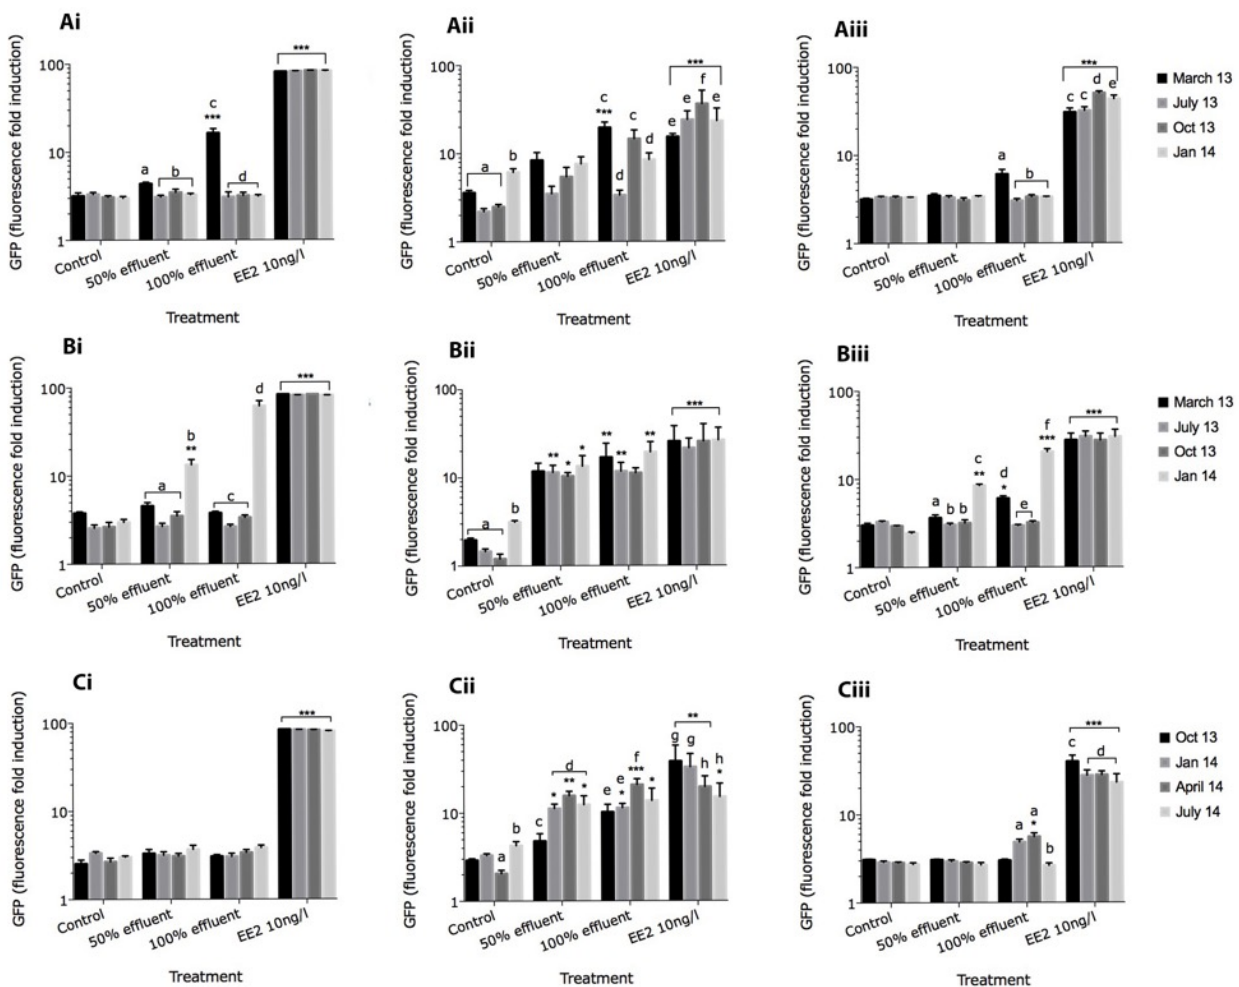 Ai
GFP (fluorescence fold induction)
100
10
1
a
b
c
***
d
***
Control
50% effluent
100% effluent
EE2 10ng/l
Treatment
Aii
GFP (fluorescence fold induction)
100
10
1
a
b
c
***
d
c
d
***
e
e
f
e
Control
50% effluent
100% effluent
EE2 10ng/l
Treatment
Aiii
GFP (fluorescence fold induction)
100
10
1
a
b
***
c
c
d
e
Control
50% effluent
100% effluent
EE2 10ng/l
Treatment
March 13
July 13
Oct 13
Jan 14
Bi
GFP (fluorescence fold induction)
100
10
1
a
b
**
c
d
***
Control
50% effluent
100% effluent
EE2 10ng/l
Treatment
Bii
GFP (fluorescence fold induction)
100
10
1
a
b
**
*
*
**
**
**
***
Control
50% effluent
100% effluent
EE2 10ng/l
Treatment
Biii
GFP (fluorescence fold induction)
100
10
1
a
b
b
c
**
d
*
e
f
***
***
Control
50% effluent
100% effluent
EE2 10ng/l
Treatment
March 13
July 13
Oct 13
Jan 14
Ci
GFP (fluorescence fold induction)
100
10
1
***
Control
50% effluent
100% effluent
EE2 10ng/l
Treatment
Cii
GFP (fluorescence fold induction)
100
10
1
a
b
c
d
*
**
*
e
e
*
f
***
*
**
g
g
h
h
*
Control
50% effluent
100% effluent
EE2 10ng/l
Treatment
Ciii
GFP (fluorescence fold induction)
100
10
1
a
a
*
b
***
c
d
Control
50% effluent
100% effluent
EE2 10ng/l
Treatment
Oct 13
Jan 14
April 14
July 14